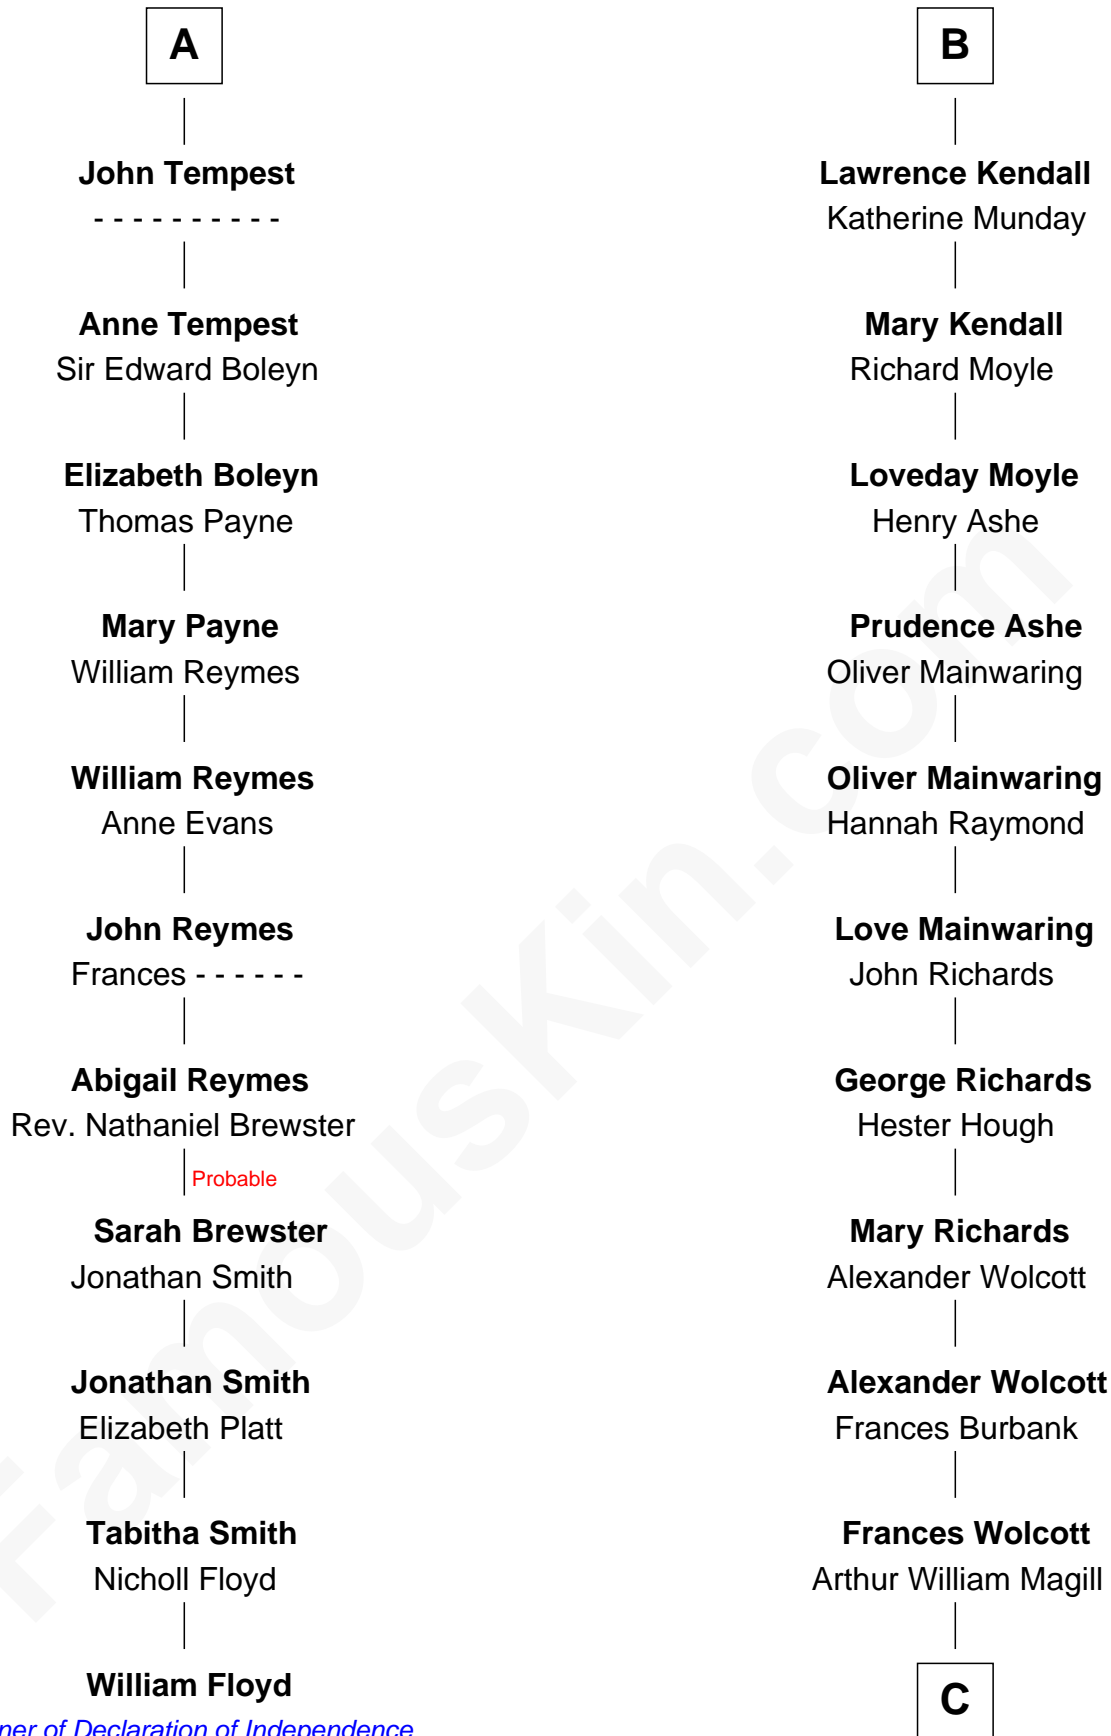 A
John Tempest
- - - - - - - - - -
Anne Tempest
Sir Edward Boleyn
Elizabeth Boleyn
Thomas Payne
Mary Payne
William Reymes
William Reymes
Anne Evans
John Reymes
Frances - - - - - -
Abigail Reymes
Rev. Nathaniel Brewster
Probable
Sarah Brewster
Jonathan Smith
Jonathan Smith
Elizabeth Platt
Tabitha Smith
Nicholl Floyd
William Floyd
ner of Declaration of Independence
B
Lawrence Kendall
Katherine Munday
Mary Kendall
Richard Moyle
Loveday Moyle
Henry Ashe
Prudence Ashe
Oliver Mainwaring
Oliver Mainwaring
Hannah Raymond
Love Mainwaring
John Richards
George Richards
Hester Hough
Mary Richards
Alexander Wolcott
Alexander Wolcott
Frances Burbank
Frances Wolcott
Arthur William Magill
C
FamousKin.com